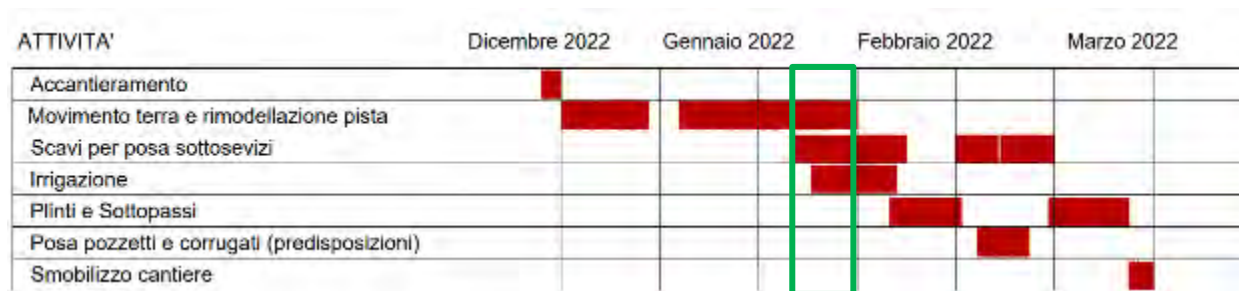 ATTIVITA' Dicembre 2022 Gennaio 2022 Febbraio 2022 Marzo 2022
Accantieramento
Movimento terra e rimodellazione pista
Scavi per posa sottosevizi
Irrigazione
Plinti e Sottopassi
Posa pozzetti e corrugati (predisposizioni)
Smobilizzo cantiere